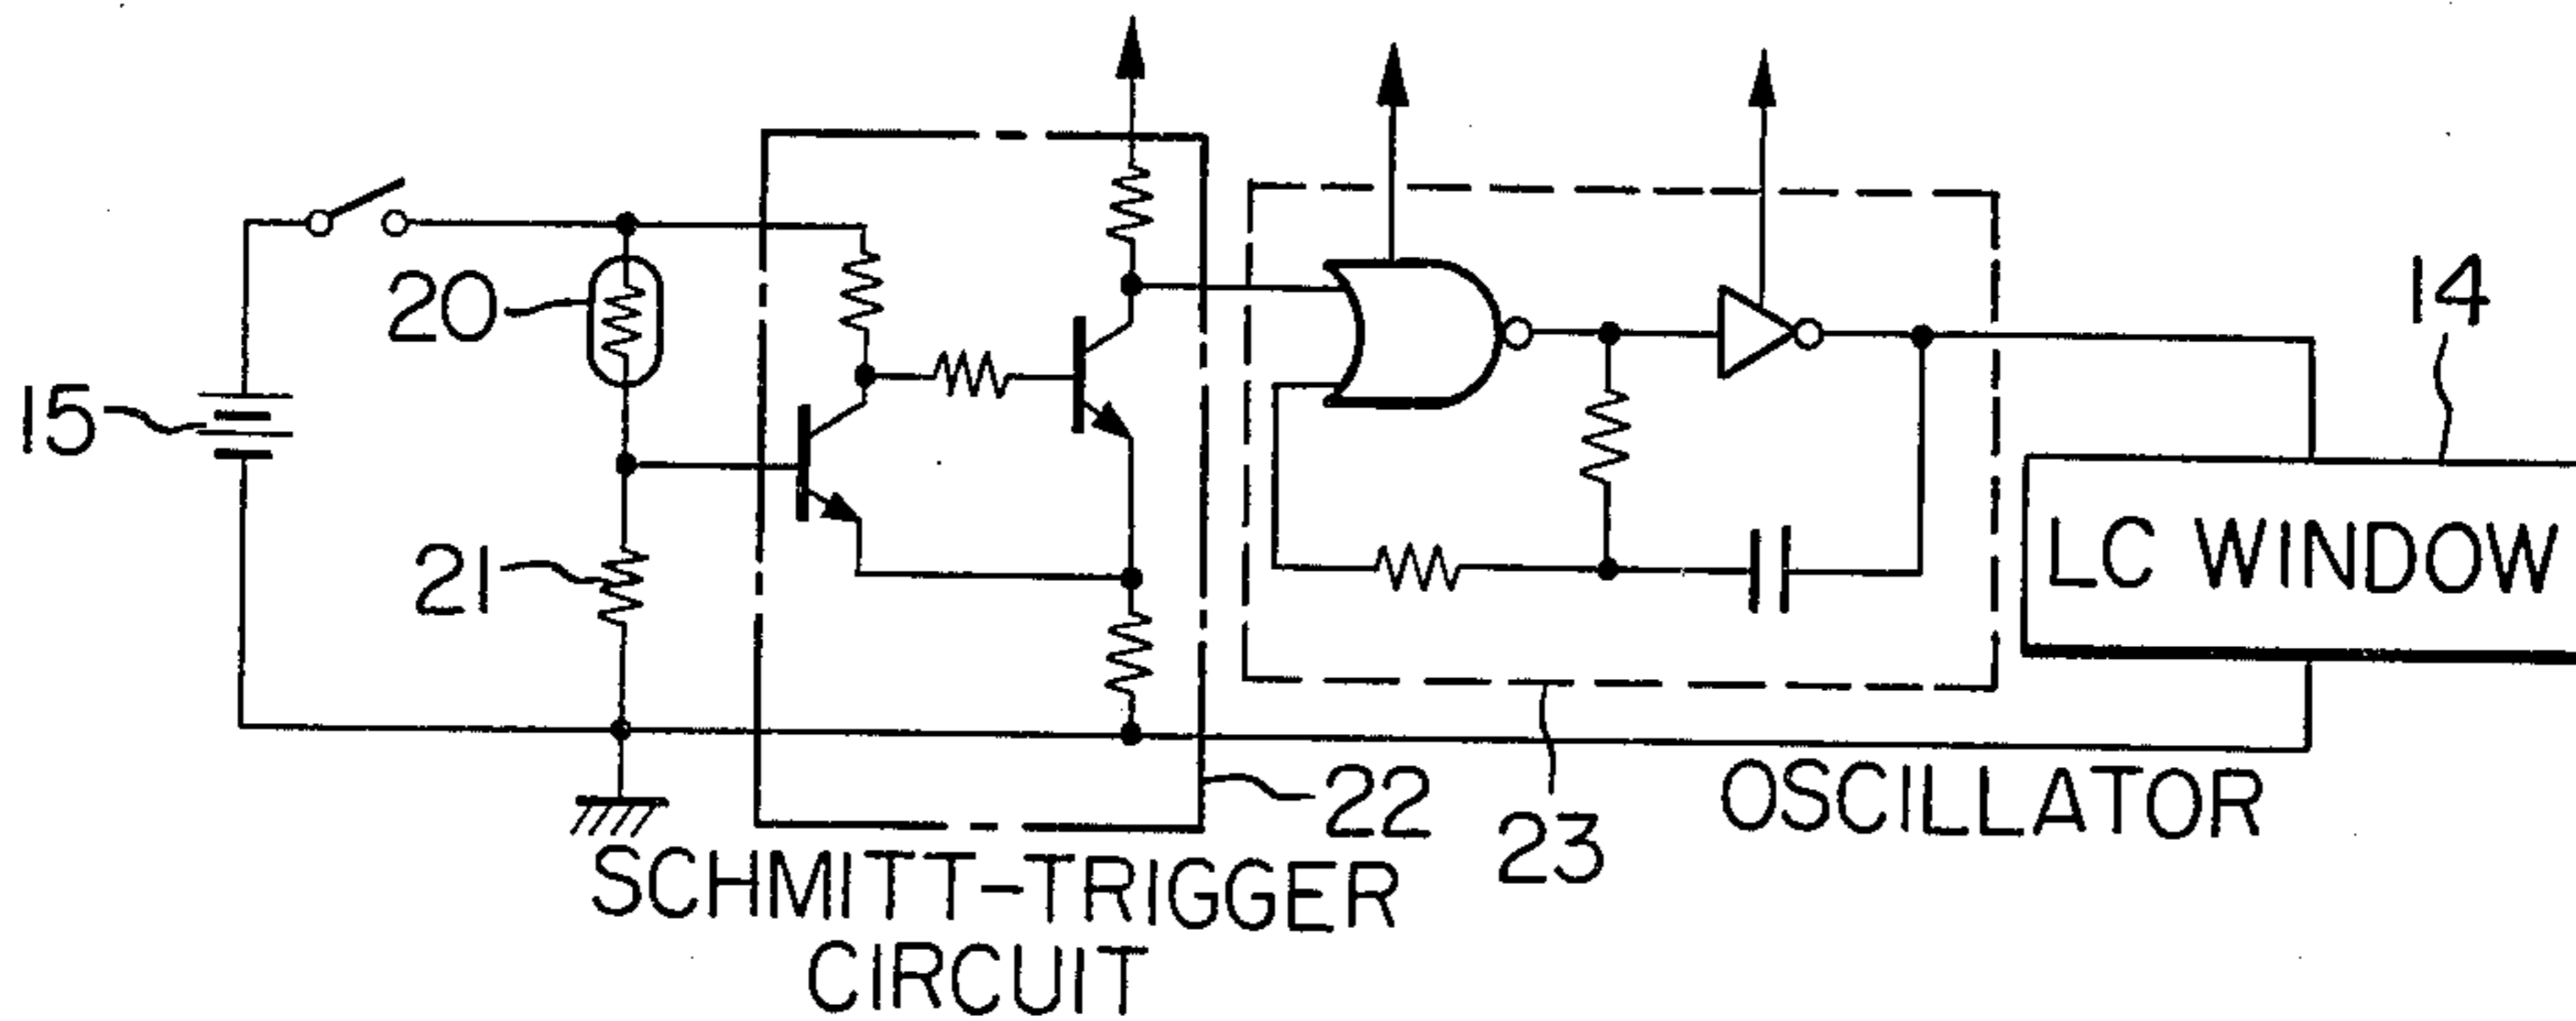 14
20
15
LC WINDOW
21
22
OSCILLATOR
23
SCHMITT-TRIGGER
CIRCUIT